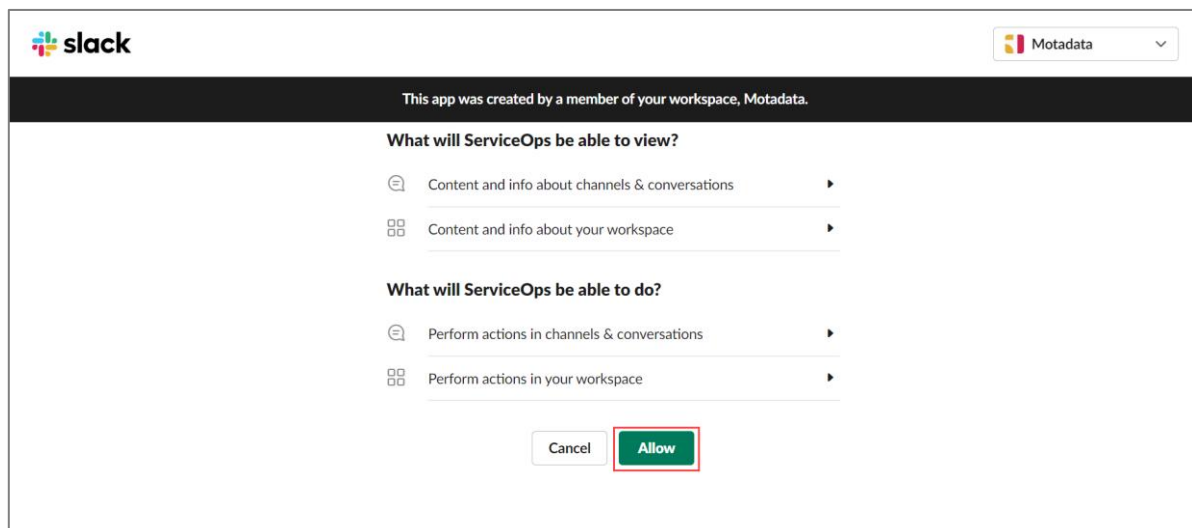 slack
Motadata
This app was created by a member of your workspace, Motadata.
What will ServiceOps be able to view?
Content and info about channels & conversations
Content and info about your workspace
What will ServiceOps be able to do?
Perform actions in channels & conversations
Perform actions in your workspace
Cancel Allow